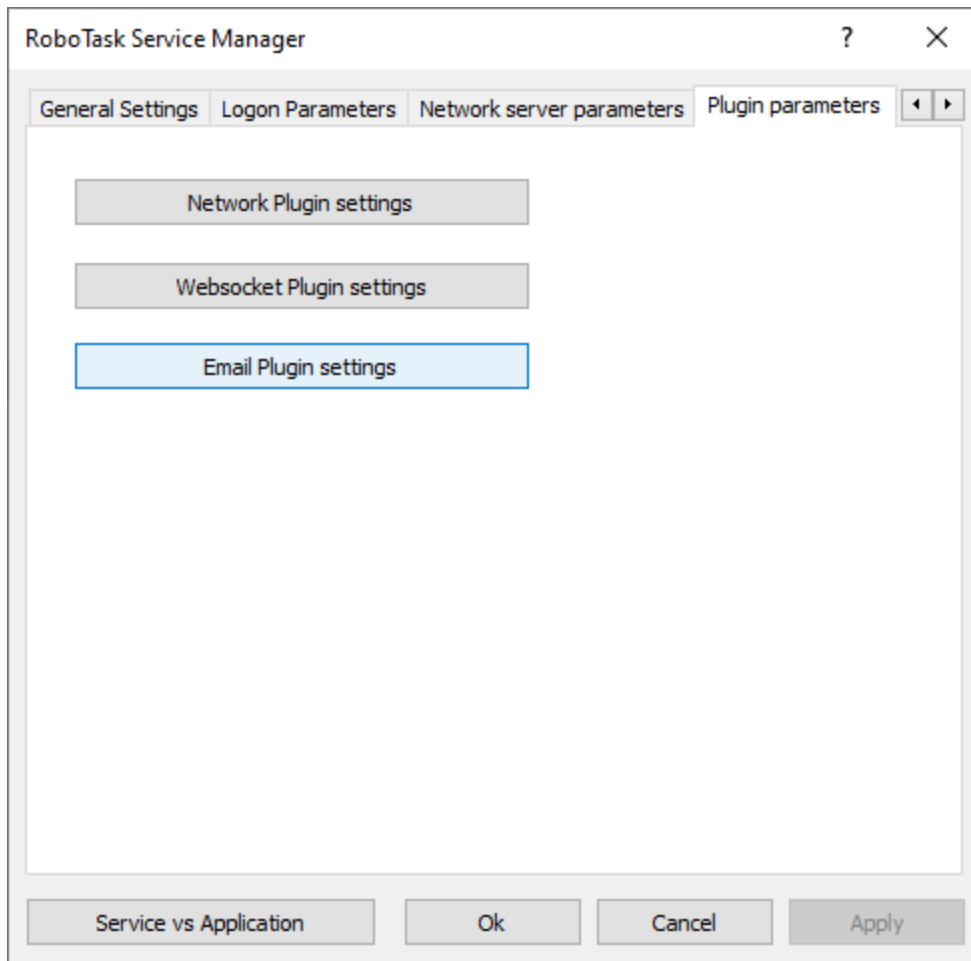 RoboTask Service Manager ?
General Settings Logon Parameters Network server parameters Plugin parameters
Network Plugin settings
Websocket Plugin settings
Email Plugin settings
Service vs Application Ok Cancel Apply